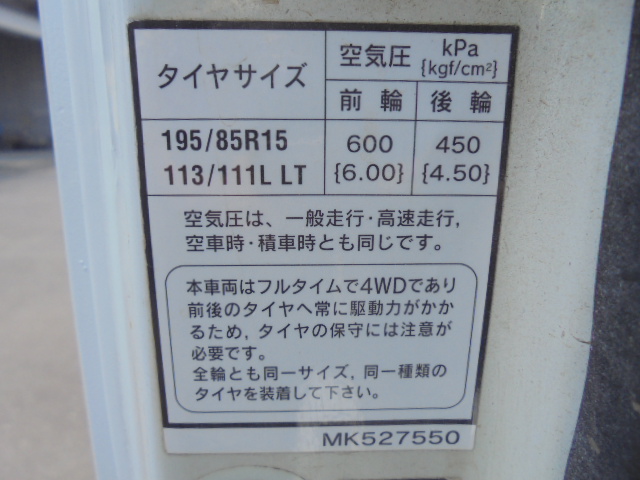 タイヤサイズ
空気圧 kPa {kgf/cm²}
前輪 後輪
195/85R15 600 450
113/111L LT {6.00} {4.50}
空気圧は、一般走行・高速走行,
空車時・積車時とも同じです。
本車両はフルタイムで4WDであり
前後のタイヤへ常に駆動力がかか
るため, タイヤの保守には注意が
必要です。
全輪とも同一サイズ, 同一種類の
タイヤを装着して下さい。
MK527550